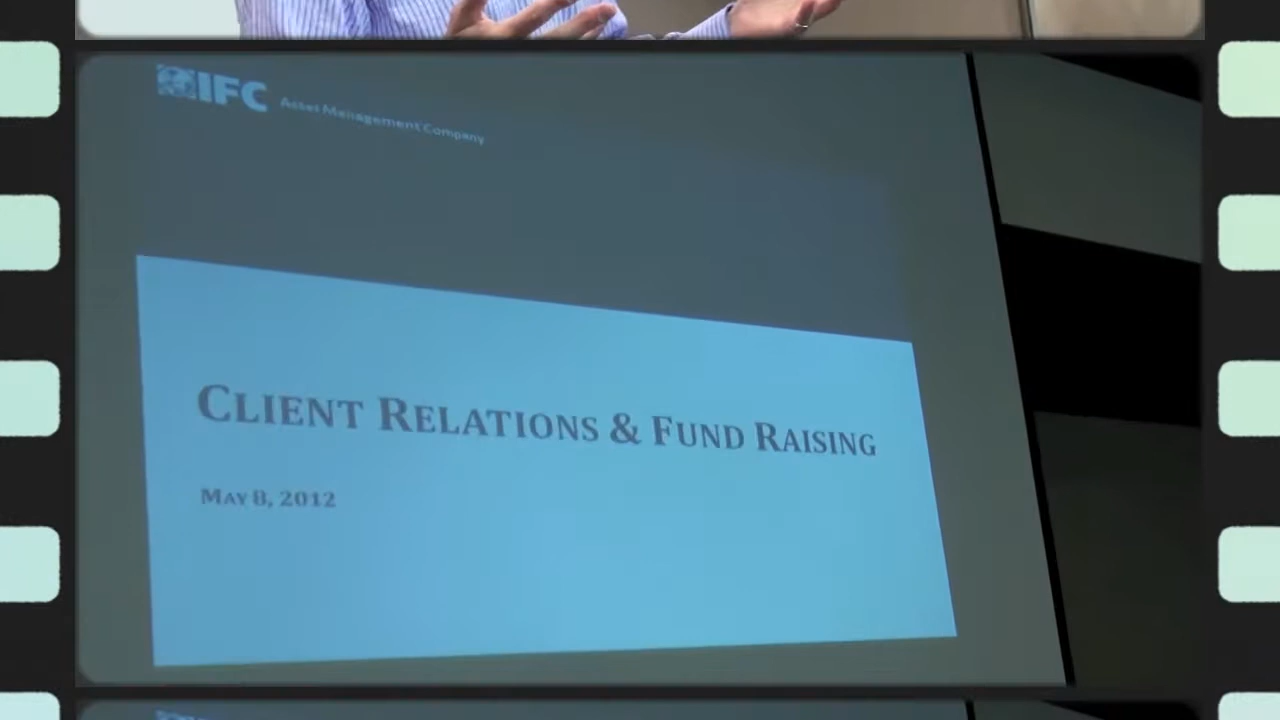 IFC Asset Management Company
CLIENT RELATIONS & FUND RAISING
MAY 8, 2012